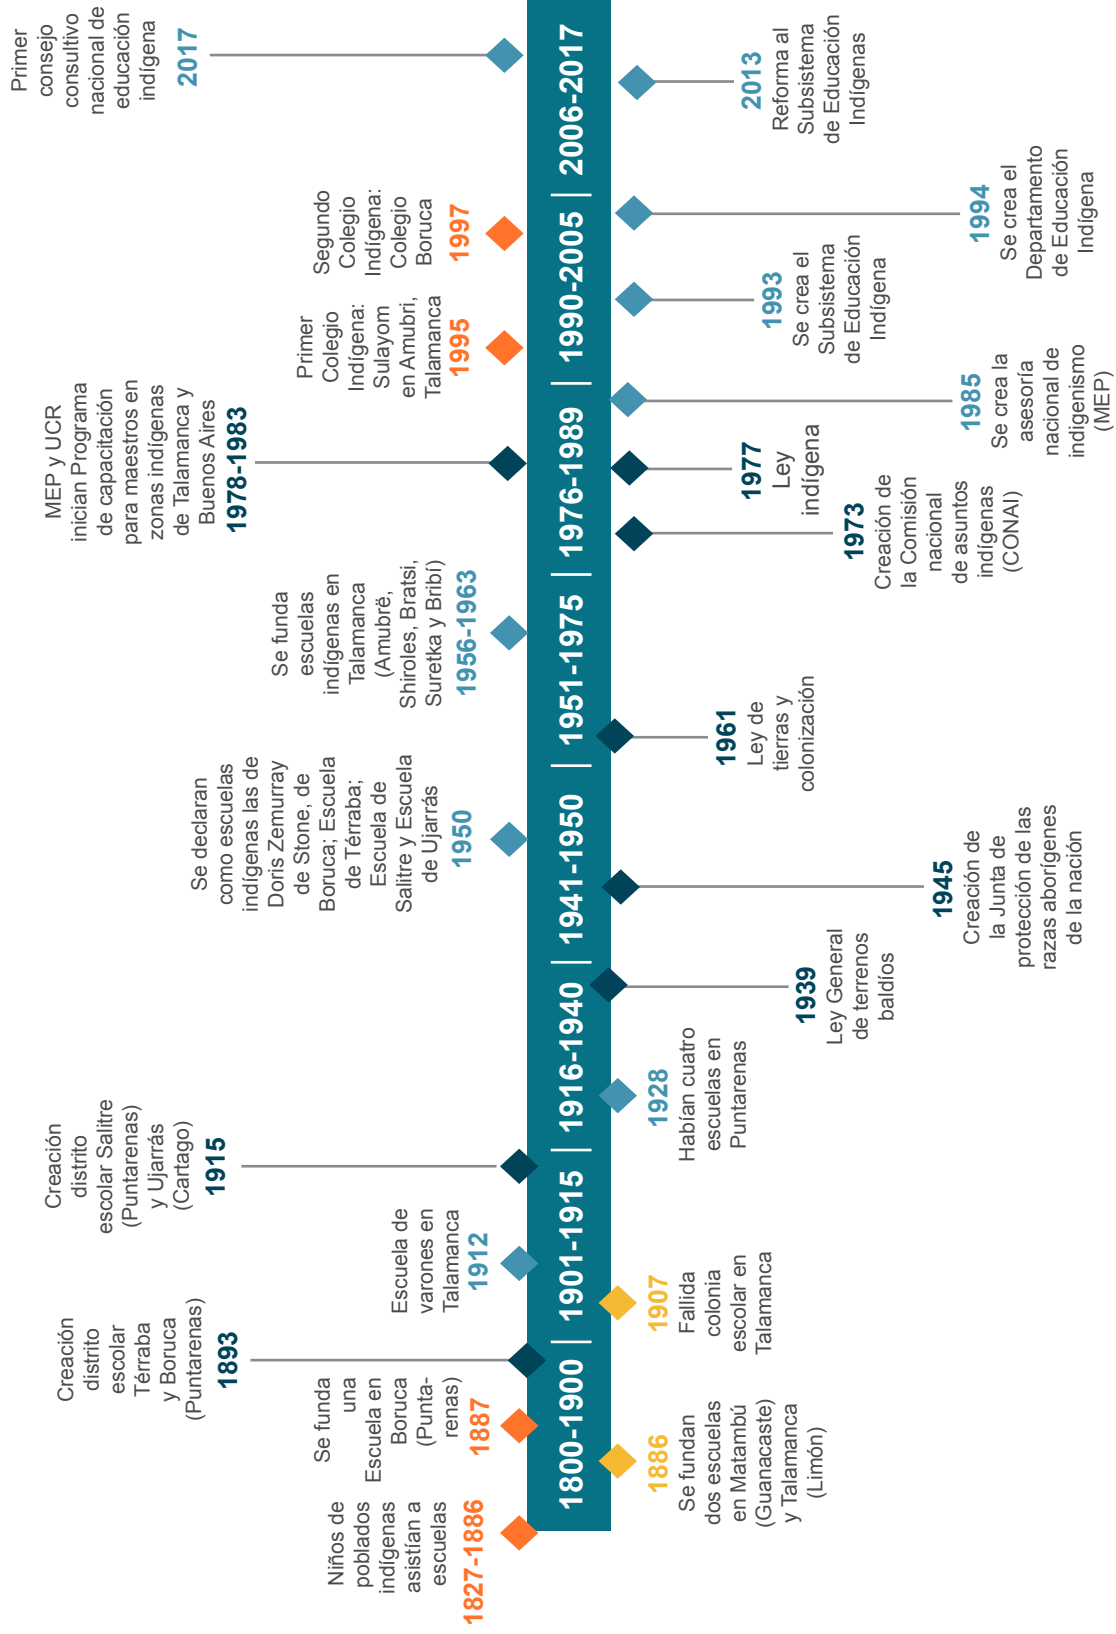 Niños de
poblados
indígenas
asistían a
escuelas
1827-1886
Se funda
una
Escuela en
Boruca
(Punta-
renas)
1887
Creación
distrito
escolar
Térraba
y Boruca
(Puntarenas)
1893
Escuela de
varones en
Talamanca
1912
Creación
distrito
escolar Salitre
(Puntarenas)
y Ujarrás
(Cartago)
1915
Se declaran
como escuelas
indígenas las de
Doris Zemurray
de Stone, de
Boruca; Escuela
de Térraba;
Escuela de
Salitre y Escuela
de Ujarrás
1950
Se funda
escuelas
indígenas en
Talamanca
(Amubrë,
Shiroles, Bratsi,
Suretka y Bribí)
1956-1963
MEP y UCR
inician Programa
de capacitación
para maestros en
zonas indígenas
de Talamanca y
Buenos Aires
1978-1983
Primer
Colegio
Indígena:
Sulayom
en Amubri,
Talamanca
1995
Segundo
Colegio
Indígena:
Colegio
Boruca
1997
Primer
consejo
consultivo
nacional de
educación
indígena
2017
1800-1900
1901-1915
1916-1940
1941-1950
1951-1975
1976-1989
1990-2005
2006-2017
1886
Se fundan
dos escuelas
en Matambú
(Guanacaste)
y Talamanca
(Limón)
1907
Fallida
colonia
escolar en
Talamanca
1928
Habían cuatro
escuelas en
Puntarenas
1939
Ley General
de terrenos
baldíos
1945
Creación de
la Junta de
protección de las
razas aborígenes
de la nación
1961
Ley de
tierras y
colonización
1973
Creación de
la Comisión
nacional
de asuntos
indígenas
(CONAI)
1977
Ley
indígena
1985
Se crea la
asesoría
nacional de
indigenismo
(MEP)
1993
Se crea el
Subsistema
de Educación
Indígena
1994
Se crea el
Departamento
de Educación
Indígena
2013
Reforma al
Subsistema
de Educación
Indígenas